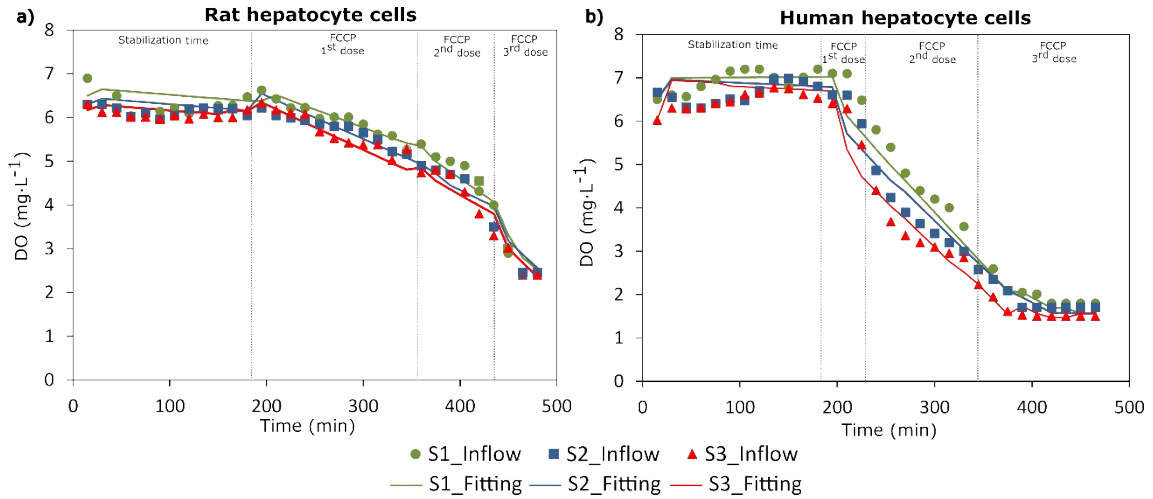 a)
Rat hepatocyte cells
Stabilization time
FCCP
1st dose
FCCP
2nd dose
FCCP
3rd dose
DO (mg·L-1)
8
7
6
5
4
3
2
1
0
0 100 200 300 400 500
Time (min)
b)
Human hepatocyte cells
Stabilization time
FCCP
1st dose
FCCP
2nd dose
FCCP
3rd dose
DO (mg·L-1)
8
7
6
5
4
3
2
1
0
0 100 200 300 400 500
Time (min)
S1_Inflow S2_Inflow S3_Inflow
S1_Fitting S2_Fitting S3_Fitting